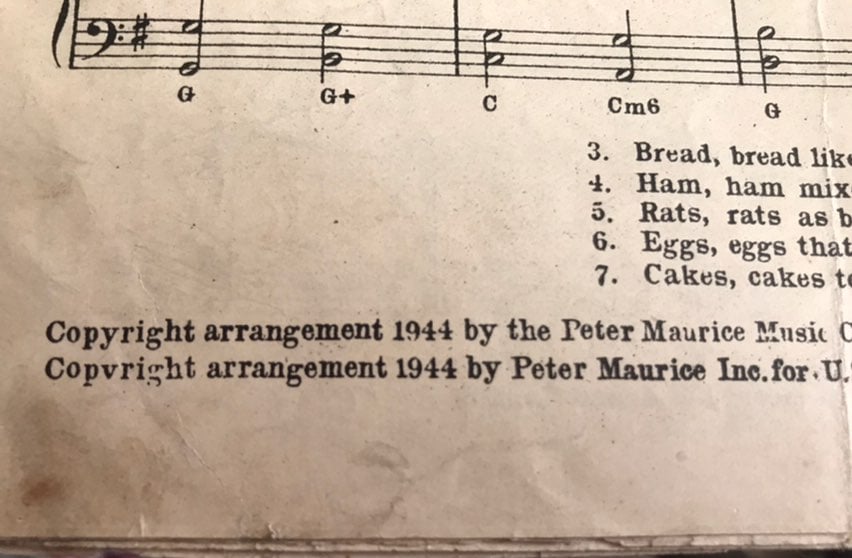 G G+ C Cm6 G
3. Bread, bread like
4. Ham, ham mix
5. Rats, rats as b
6. Eggs, eggs that
7. Cakes, cakes t
Copyright arrangement 1944 by the Peter Maurice Music C
Copyright arrangement 1944 by Peter Maurice Inc. for U.